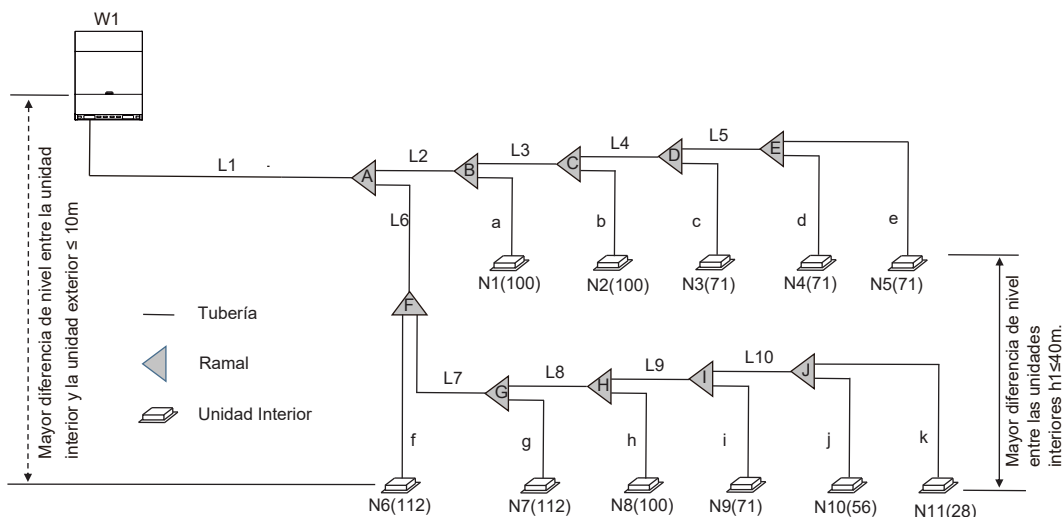 W1
Mayor diferencia de nivel entre la unidad
interior y la unidad exterior ≤ 10m
L1
A
L2
B
L3
C
L4
D
L5
E
L6
a
b
c
d
e
N1(100)
N2(100)
N3(71)
N4(71)
N5(71)
F
Tubería
Ramal
Unidad Interior
L7
G
L8
H
L9
I
L10
J
f
g
h
i
j
k
N6(112)
N7(112)
N8(100)
N9(71)
N10(56)
N11(28)
Mayor diferencia de nivel
entre las unidades
interiores h1≤40m.